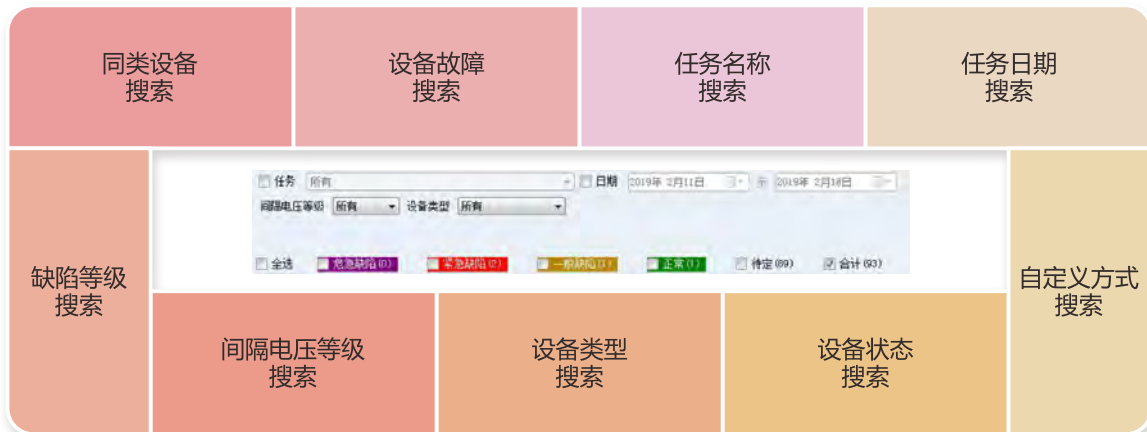 同类设备
搜索
设备故障
搜索
任务名称
搜索
任务日期
搜索
缺陷等级
搜索
任务 所有 日期 2019年 2月11日 至 2019年 2月18日
间隔电压等级 所有 设备类型 所有
全选 危急缺陷(0) 紧急缺陷(2) 一般缺陷(1) 正常(1) 待定(89) 合计(93)
自定义方式
搜索
间隔电压等级
搜索
设备类型
搜索
设备状态
搜索